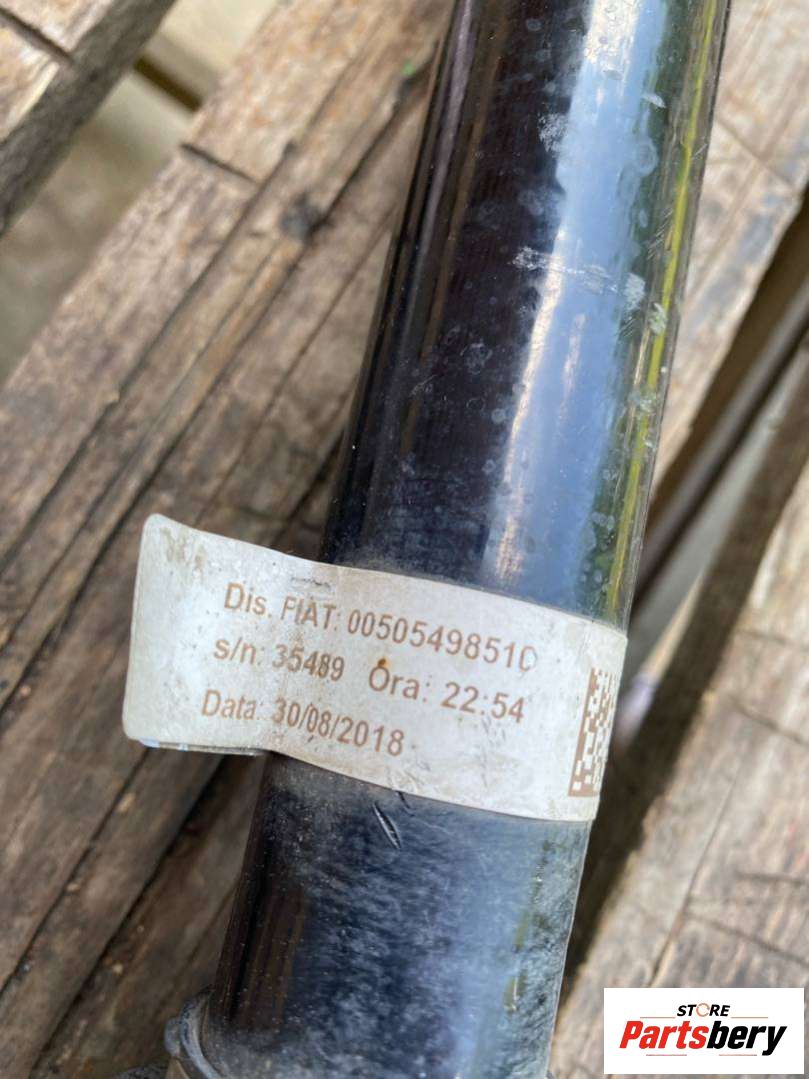 Dis. FIAT: 00505498510
s/n: 35489 Ora: 22:54
Data: 30/08/2018
STORE
Partsbery